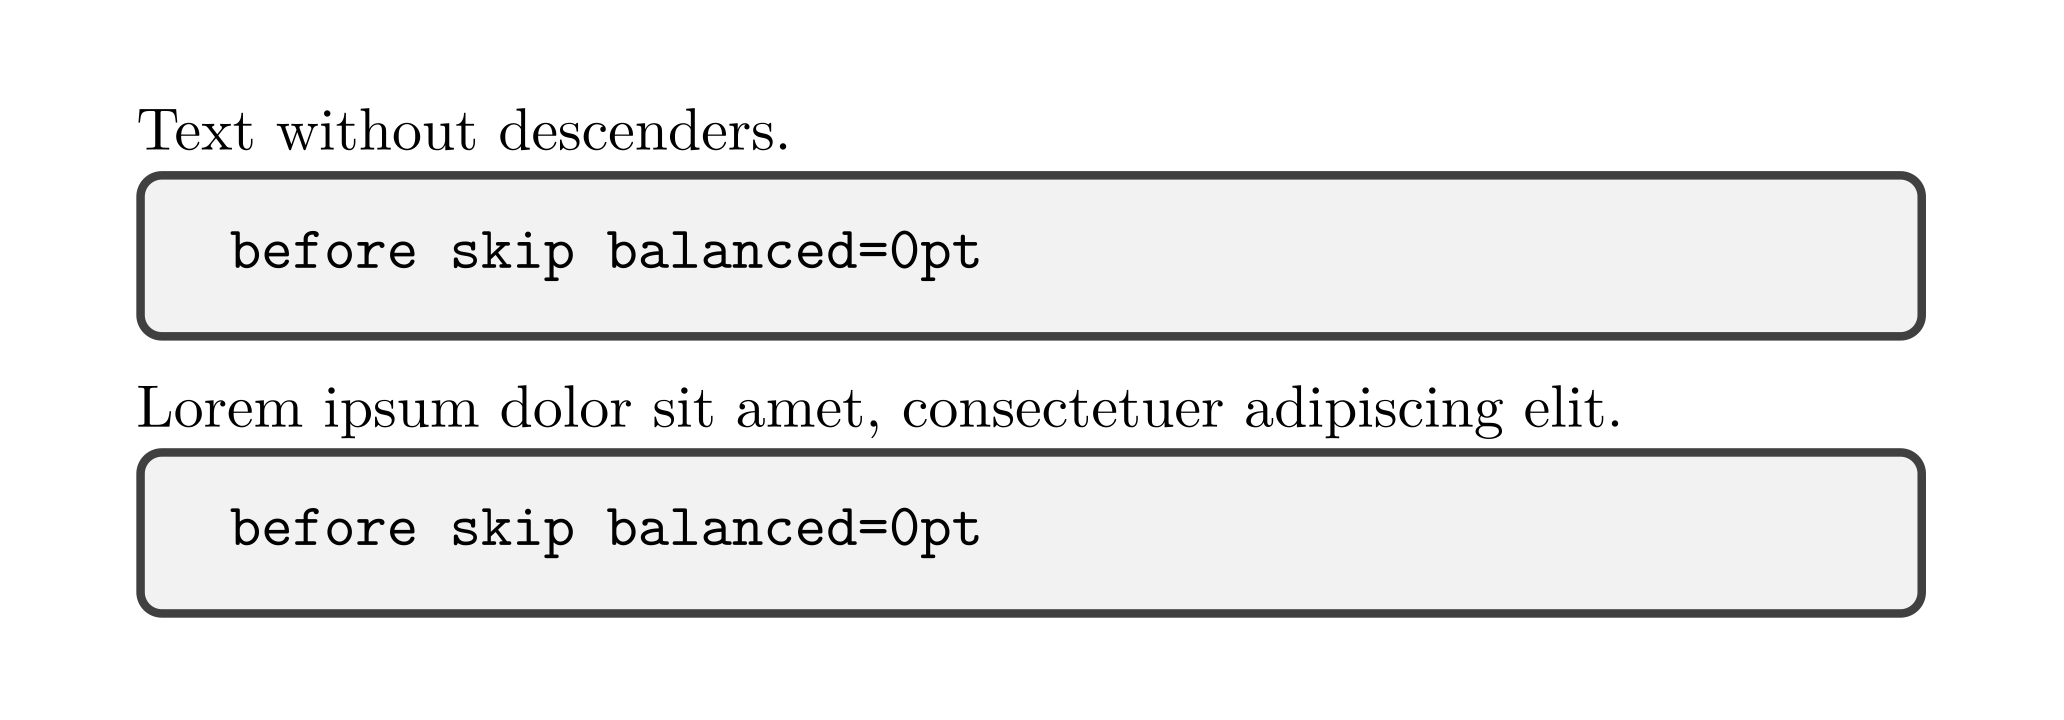 Text without descenders.
before skip balanced=0pt
Lorem ipsum dolor sit amet, consectetuer adipiscing elit.
before skip balanced=0pt